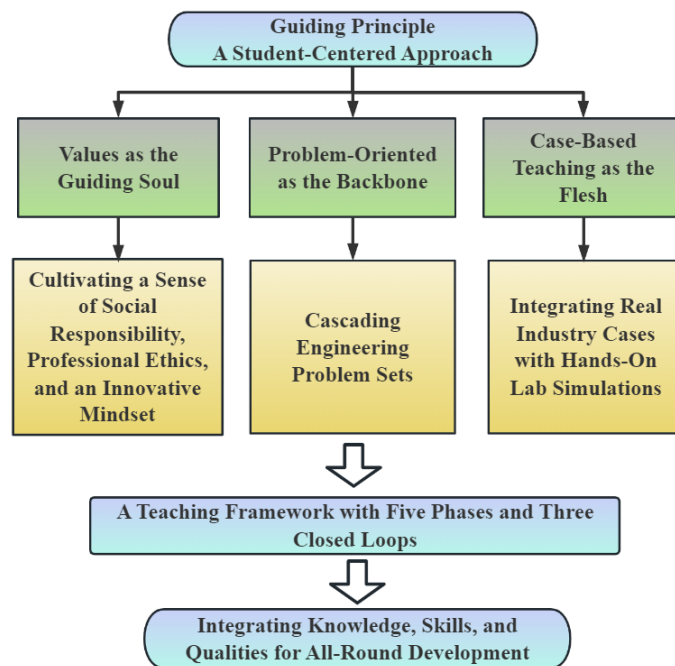 Guiding Principle
A Student-Centered Approach
Values as the
Guiding Soul
Problem-Oriented
as the Backbone
Case-Based
Teaching as the
Flesh
Cultivating a Sense
of Social
Responsibility,
Professional Ethics,
and an Innovative
Mindset
Cascading
Engineering
Problem Sets
Integrating Real
Industry Cases
with Hands-On
Lab Simulations
A Teaching Framework with Five Phases and Three
Closed Loops
Integrating Knowledge, Skills, and
Qualities for All-Round Development